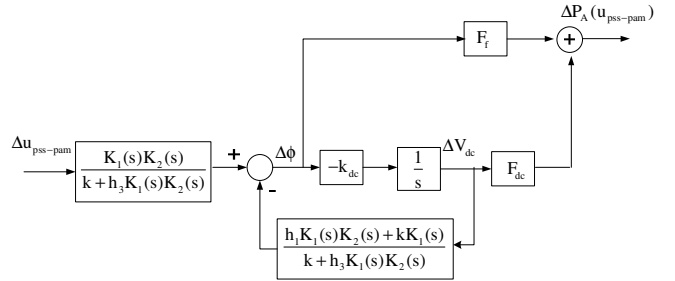 ΔP_A(u_pss−pam)
F_f
+
Δu_pss−pam
K_1(s)K_2(s)
k+h_3K_1(s)K_2(s)
+
-
Δϕ
−k_dc
1
s
ΔV_dc
F_dc
h_1K_1(s)K_2(s)+kK_1(s)
k+h_3K_1(s)K_2(s)